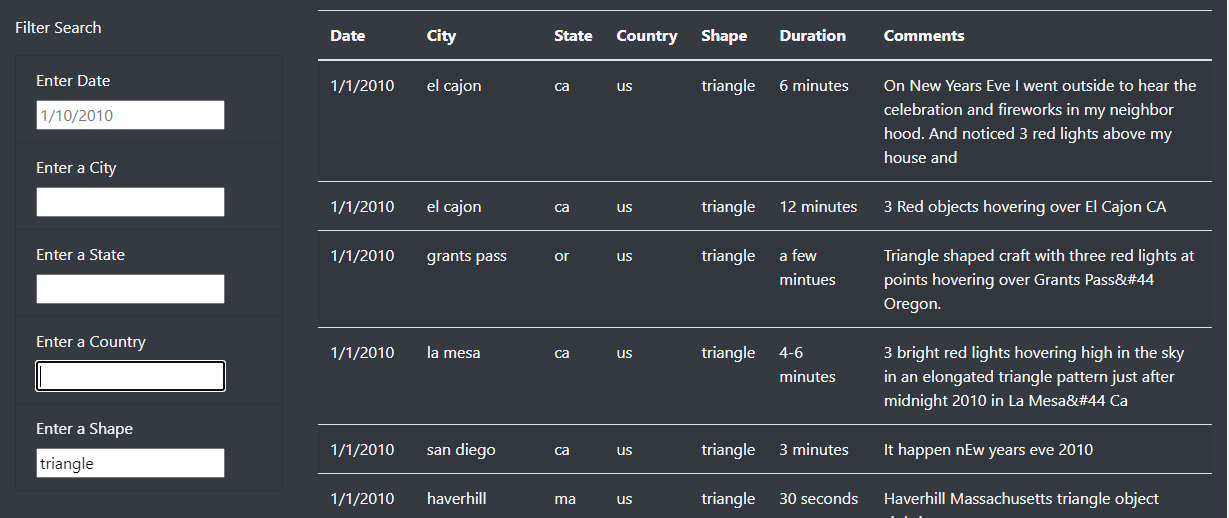 Filter Search
Enter Date
1/10/2010
Enter a City
Enter a State
Enter a Country
Enter a Shape
triangle
Date City State Country Shape Duration Comments
1/1/2010 el cajon ca us triangle 6 minutes On New Years Eve I went outside to hear the
celebration and fireworks in my neighbor
hood. And noticed 3 red lights above my
house and
1/1/2010 el cajon ca us triangle 12 minutes 3 Red objects hovering over El Cajon CA
1/1/2010 grants pass or us triangle a few Triangle shaped craft with three red lights at
mintues points hovering over Grants Pass&#44
Oregon.
1/1/2010 la mesa ca us triangle 4-6 3 bright red lights hovering high in the sky
minutes in an elongated triangle pattern just after
midnight 2010 in La Mesa&#44 Ca
1/1/2010 san diego ca us triangle 3 minutes It happen nEw years eve 2010
1/1/2010 haverhill ma us triangle 30 seconds Haverhill Massachusetts triangle object